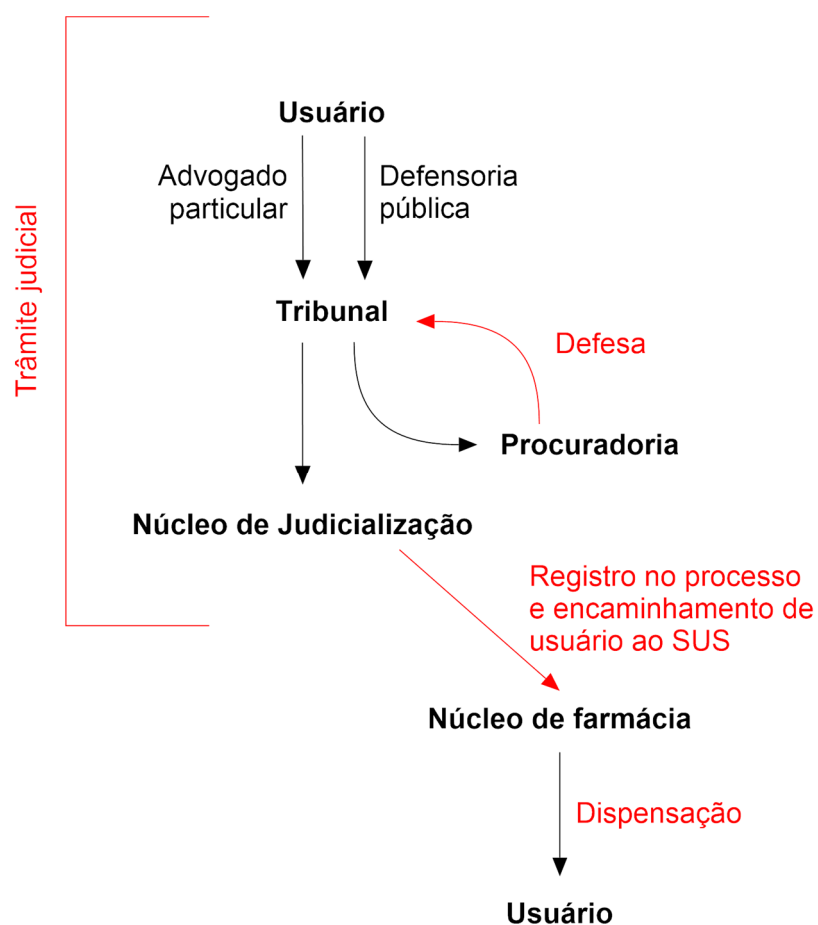 Trâmite judicial
Usuário
Advogado
particular
Defensoria
pública
Tribunal
Defesa
Procuradoria
Núcleo de Judicialização
Registro no processo
e encaminhamento de
usuário ao SUS
Núcleo de farmácia
Dispensação
Usuário